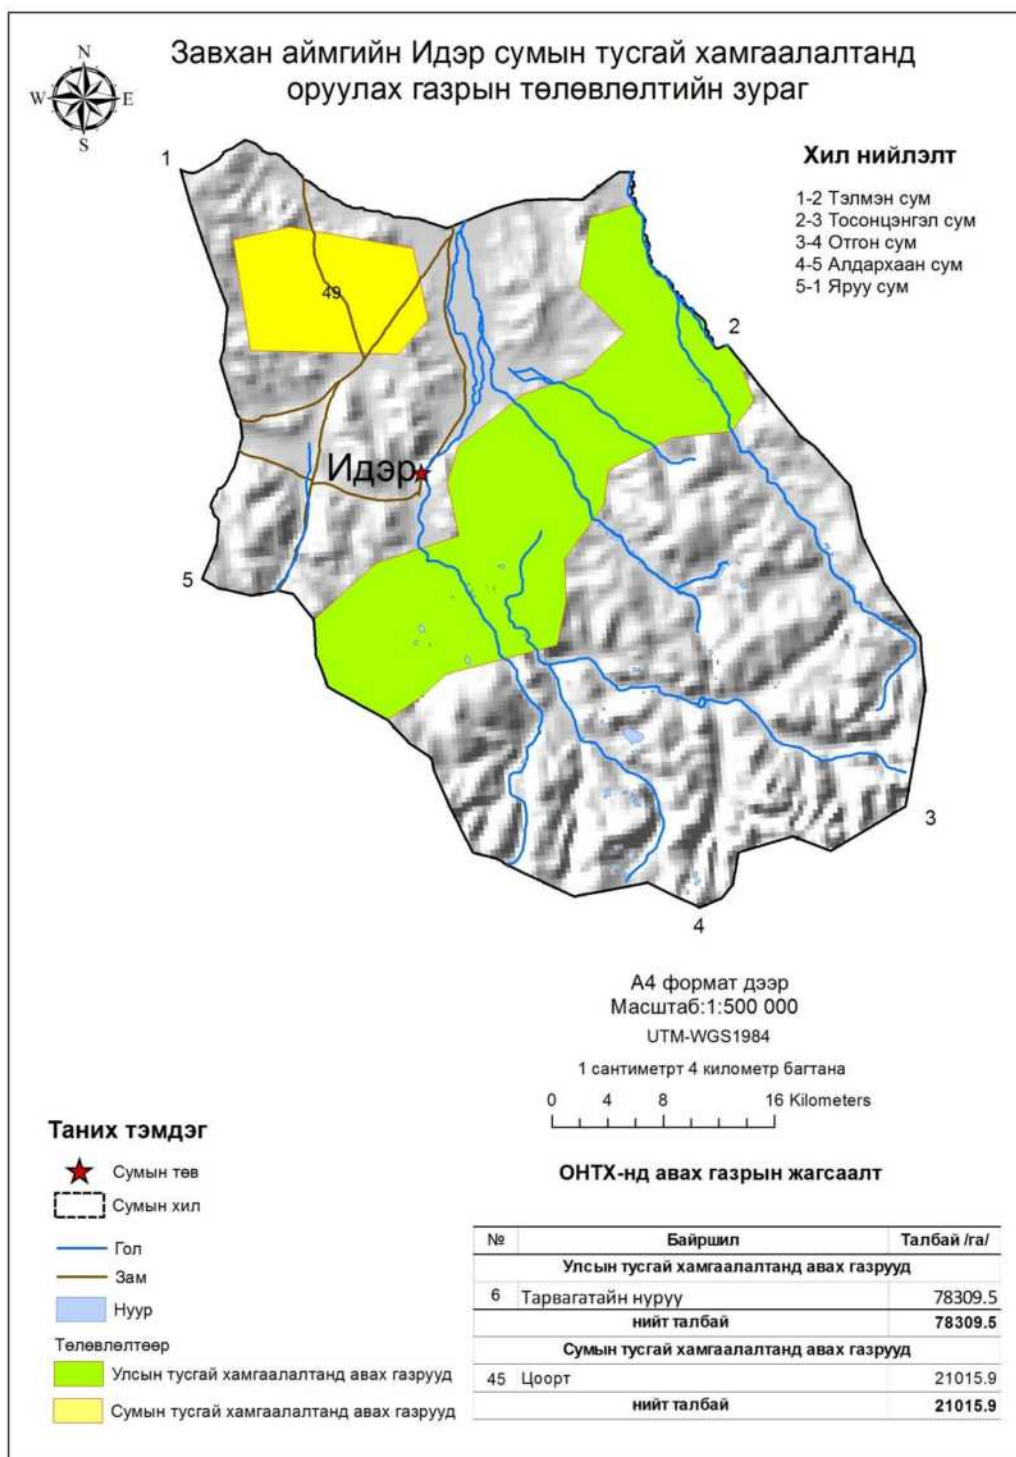 Завхан аймгийн Идэр сумын тусгай хамгаалалтанд
оруулах газрын төлөвлөлтийн зураг
N
W E
S
Хил нийлэлт
1-2 Тэлмэн сум
2-3 Тосонцэнгэл сум
3-4 Отгон сум
4-5 Алдархаан сум
5-1 Яруу сум
1
49
2
Идэр
5
3
4
А4 формат дээр
Масштаб:1:500 000
UTM-WGS1984
1 сантиметрт 4 километр багтана
0 4 8 16 Kilometers
Таних тэмдэг
Сумын төв
Сумын хил
Гол
Зам
Нуур
Төлөвлөлтөөр
Улсын тусгай хамгаалалтанд авах газрууд
Сумын тусгай хамгаалалтанд авах газрууд
ОНТХ-нд авах газрын жагсаалт
№ Байршил Талбай /га/
Улсын тусгай хамгаалалтанд авах газрууд
6 Тарвагатайн нуруу 78309.5
нийт талбай 78309.5
Сумын тусгай хамгаалалтанд авах газрууд
45 Цоорт 21015.9
нийт талбай 21015.9